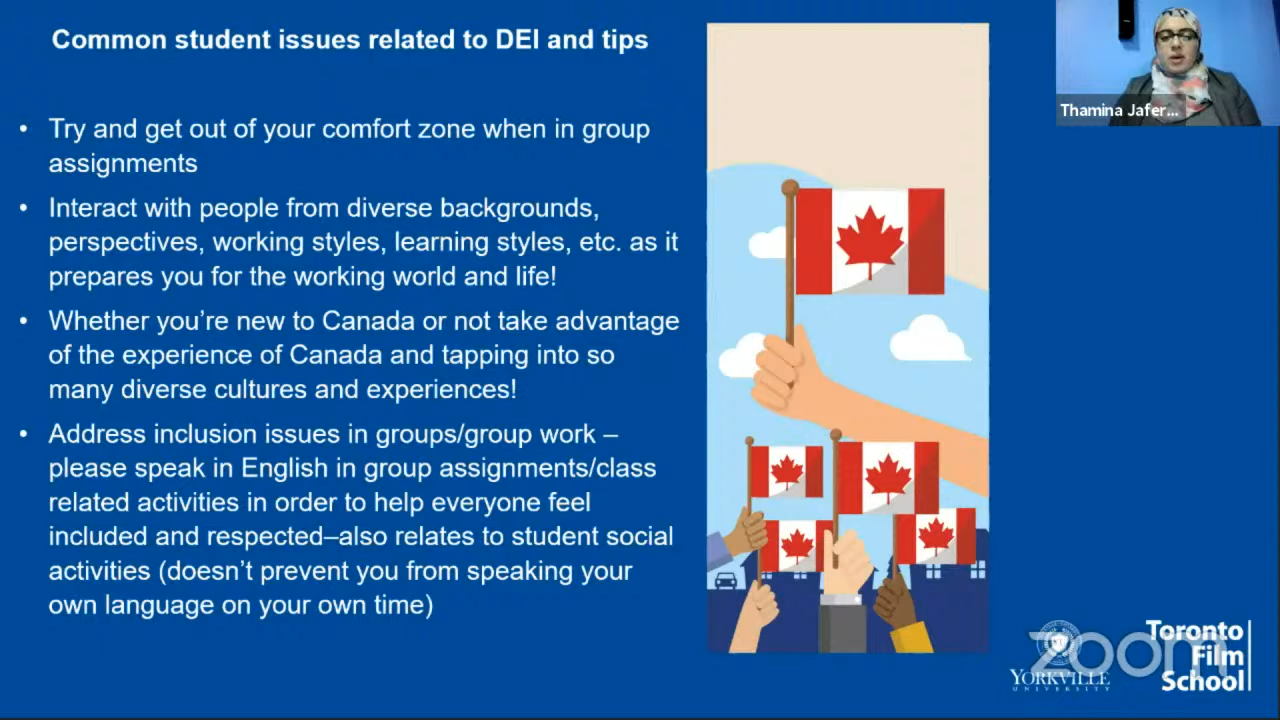 Common student issues related to DEI and tips
• Try and get out of your comfort zone when in group
assignments
• Interact with people from diverse backgrounds,
perspectives, working styles, learning styles, etc. as it
prepares you for the working world and life!
• Whether you’re new to Canada or not take advantage
of the experience of Canada and tapping into so
many diverse cultures and experiences!
• Address inclusion issues in groups/group work –
please speak in English in group assignments/class
related activities in order to help everyone feel
included and respected–also relates to student social
activities (doesn’t prevent you from speaking your
own language on your own time)
Thamina Jafer...
zoom
YORKVILLE
UNIVERSITY
Toronto
Film
School